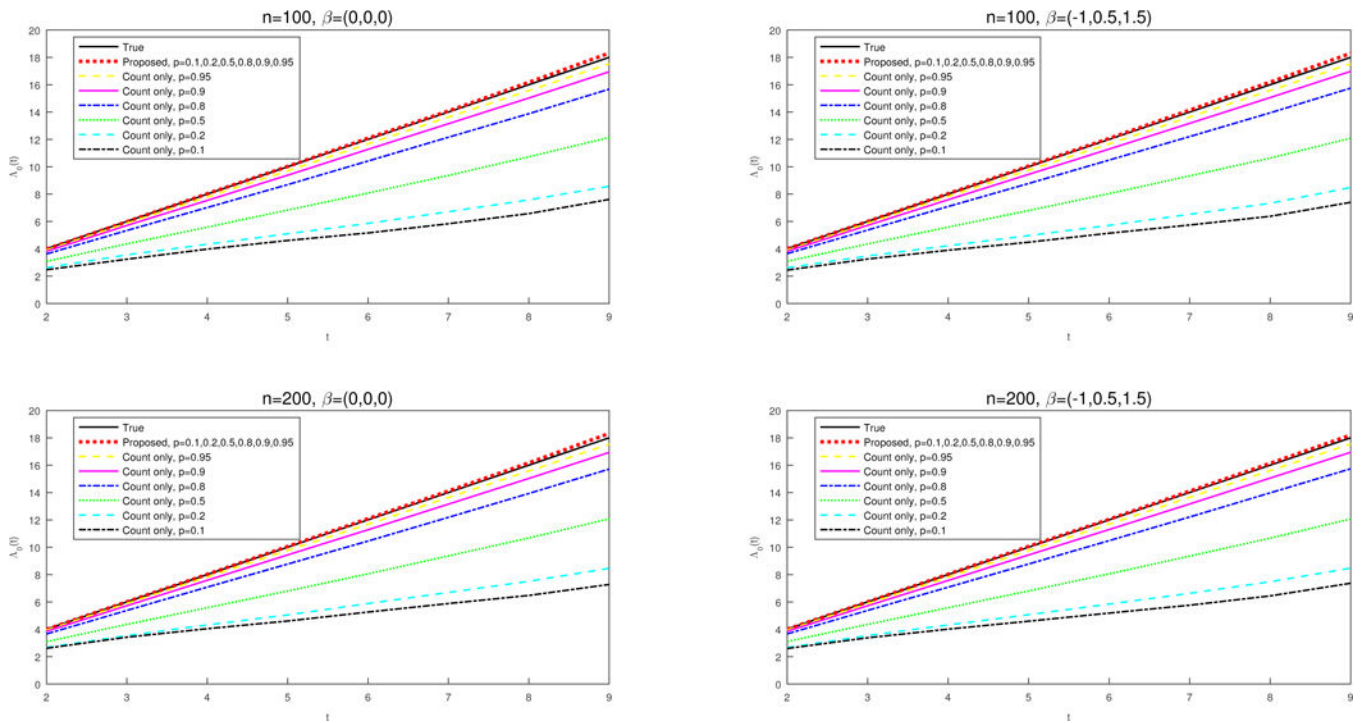 n=100, β=(0,0,0)
20
18
16
14
12
10
8
6
4
2
0
Λ₀(t)
True
Proposed, p=0.1,0.2,0.5,0.8,0.9,0.95
Count only, p=0.95
Count only, p=0.9
Count only, p=0.8
Count only, p=0.5
Count only, p=0.2
Count only, p=0.1
2 3 4 5 6 7 8 9
t
n=100, β=(-1,0.5,1.5)
20
18
16
14
12
10
8
6
4
2
0
Λ₀(t)
True
Proposed, p=0.1,0.2,0.5,0.8,0.9,0.95
Count only, p=0.95
Count only, p=0.9
Count only, p=0.8
Count only, p=0.5
Count only, p=0.2
Count only, p=0.1
2 3 4 5 6 7 8 9
t
n=200, β=(0,0,0)
20
18
16
14
12
10
8
6
4
2
0
Λ₀(t)
True
Proposed, p=0.1,0.2,0.5,0.8,0.9,0.95
Count only, p=0.95
Count only, p=0.9
Count only, p=0.8
Count only, p=0.5
Count only, p=0.2
Count only, p=0.1
2 3 4 5 6 7 8 9
t
n=200, β=(-1,0.5,1.5)
20
18
16
14
12
10
8
6
4
2
0
Λ₀(t)
True
Proposed, p=0.1,0.2,0.5,0.8,0.9,0.95
Count only, p=0.95
Count only, p=0.9
Count only, p=0.8
Count only, p=0.5
Count only, p=0.2
Count only, p=0.1
2 3 4 5 6 7 8 9
t